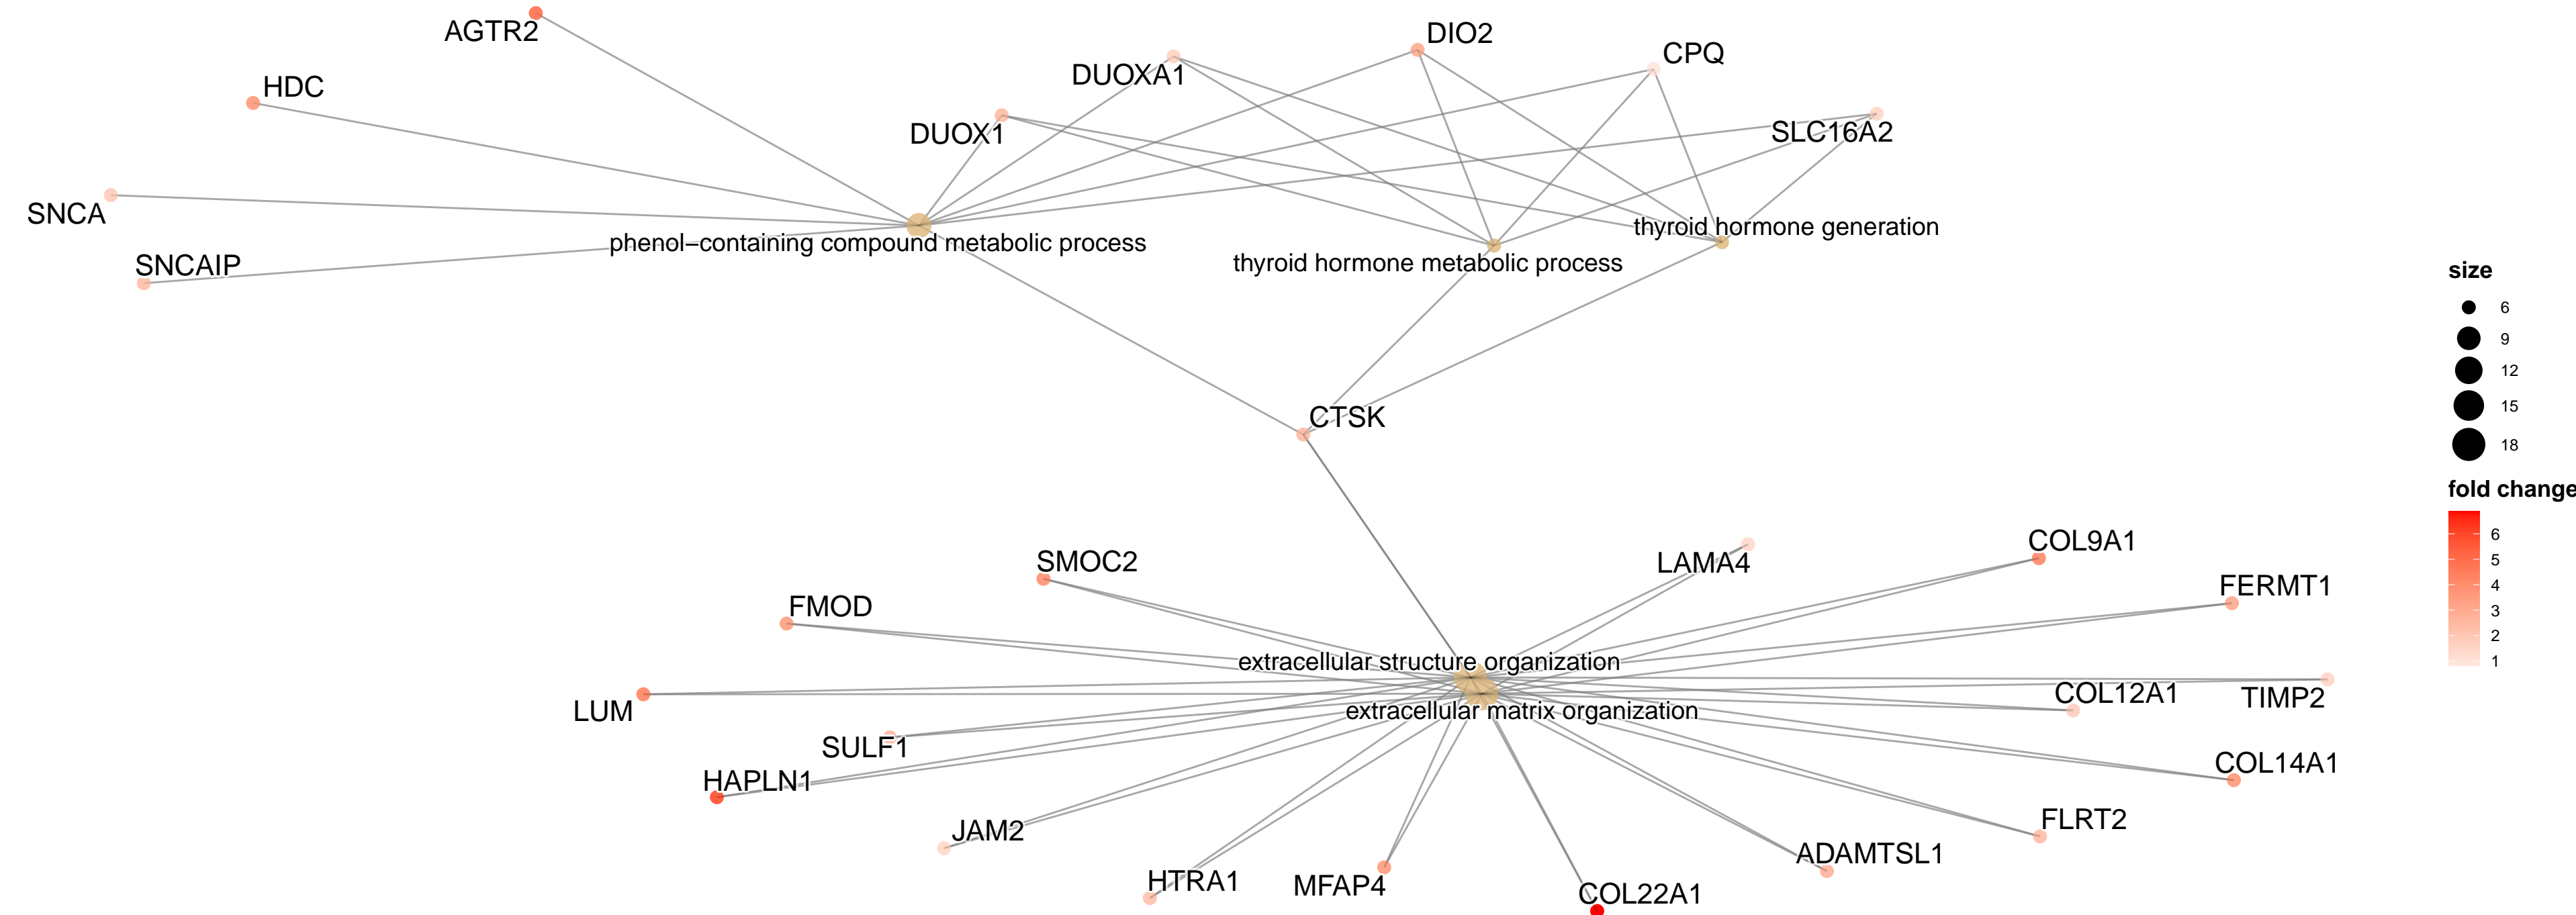 AGTR2
DIO2
CPQ
DUOXA1
HDC
DUOX1
SLC16A2
SNCA
thyroid hormone generation
phenol−containing compound metabolic process
thyroid hormone metabolic process
SNCAIP
size
6
9
12
15
18
CTSK
fold change
6
5
4
3
2
1
COL9A1
SMOC2
LAMA4
FERMT1
FMOD
extracellular structure organization
COL12A1
TIMP2
LUM
extracellular matrix organization
SULF1
COL14A1
HAPLN1
FLRT2
JAM2
ADAMTSL1
HTRA1
MFAP4
COL22A1